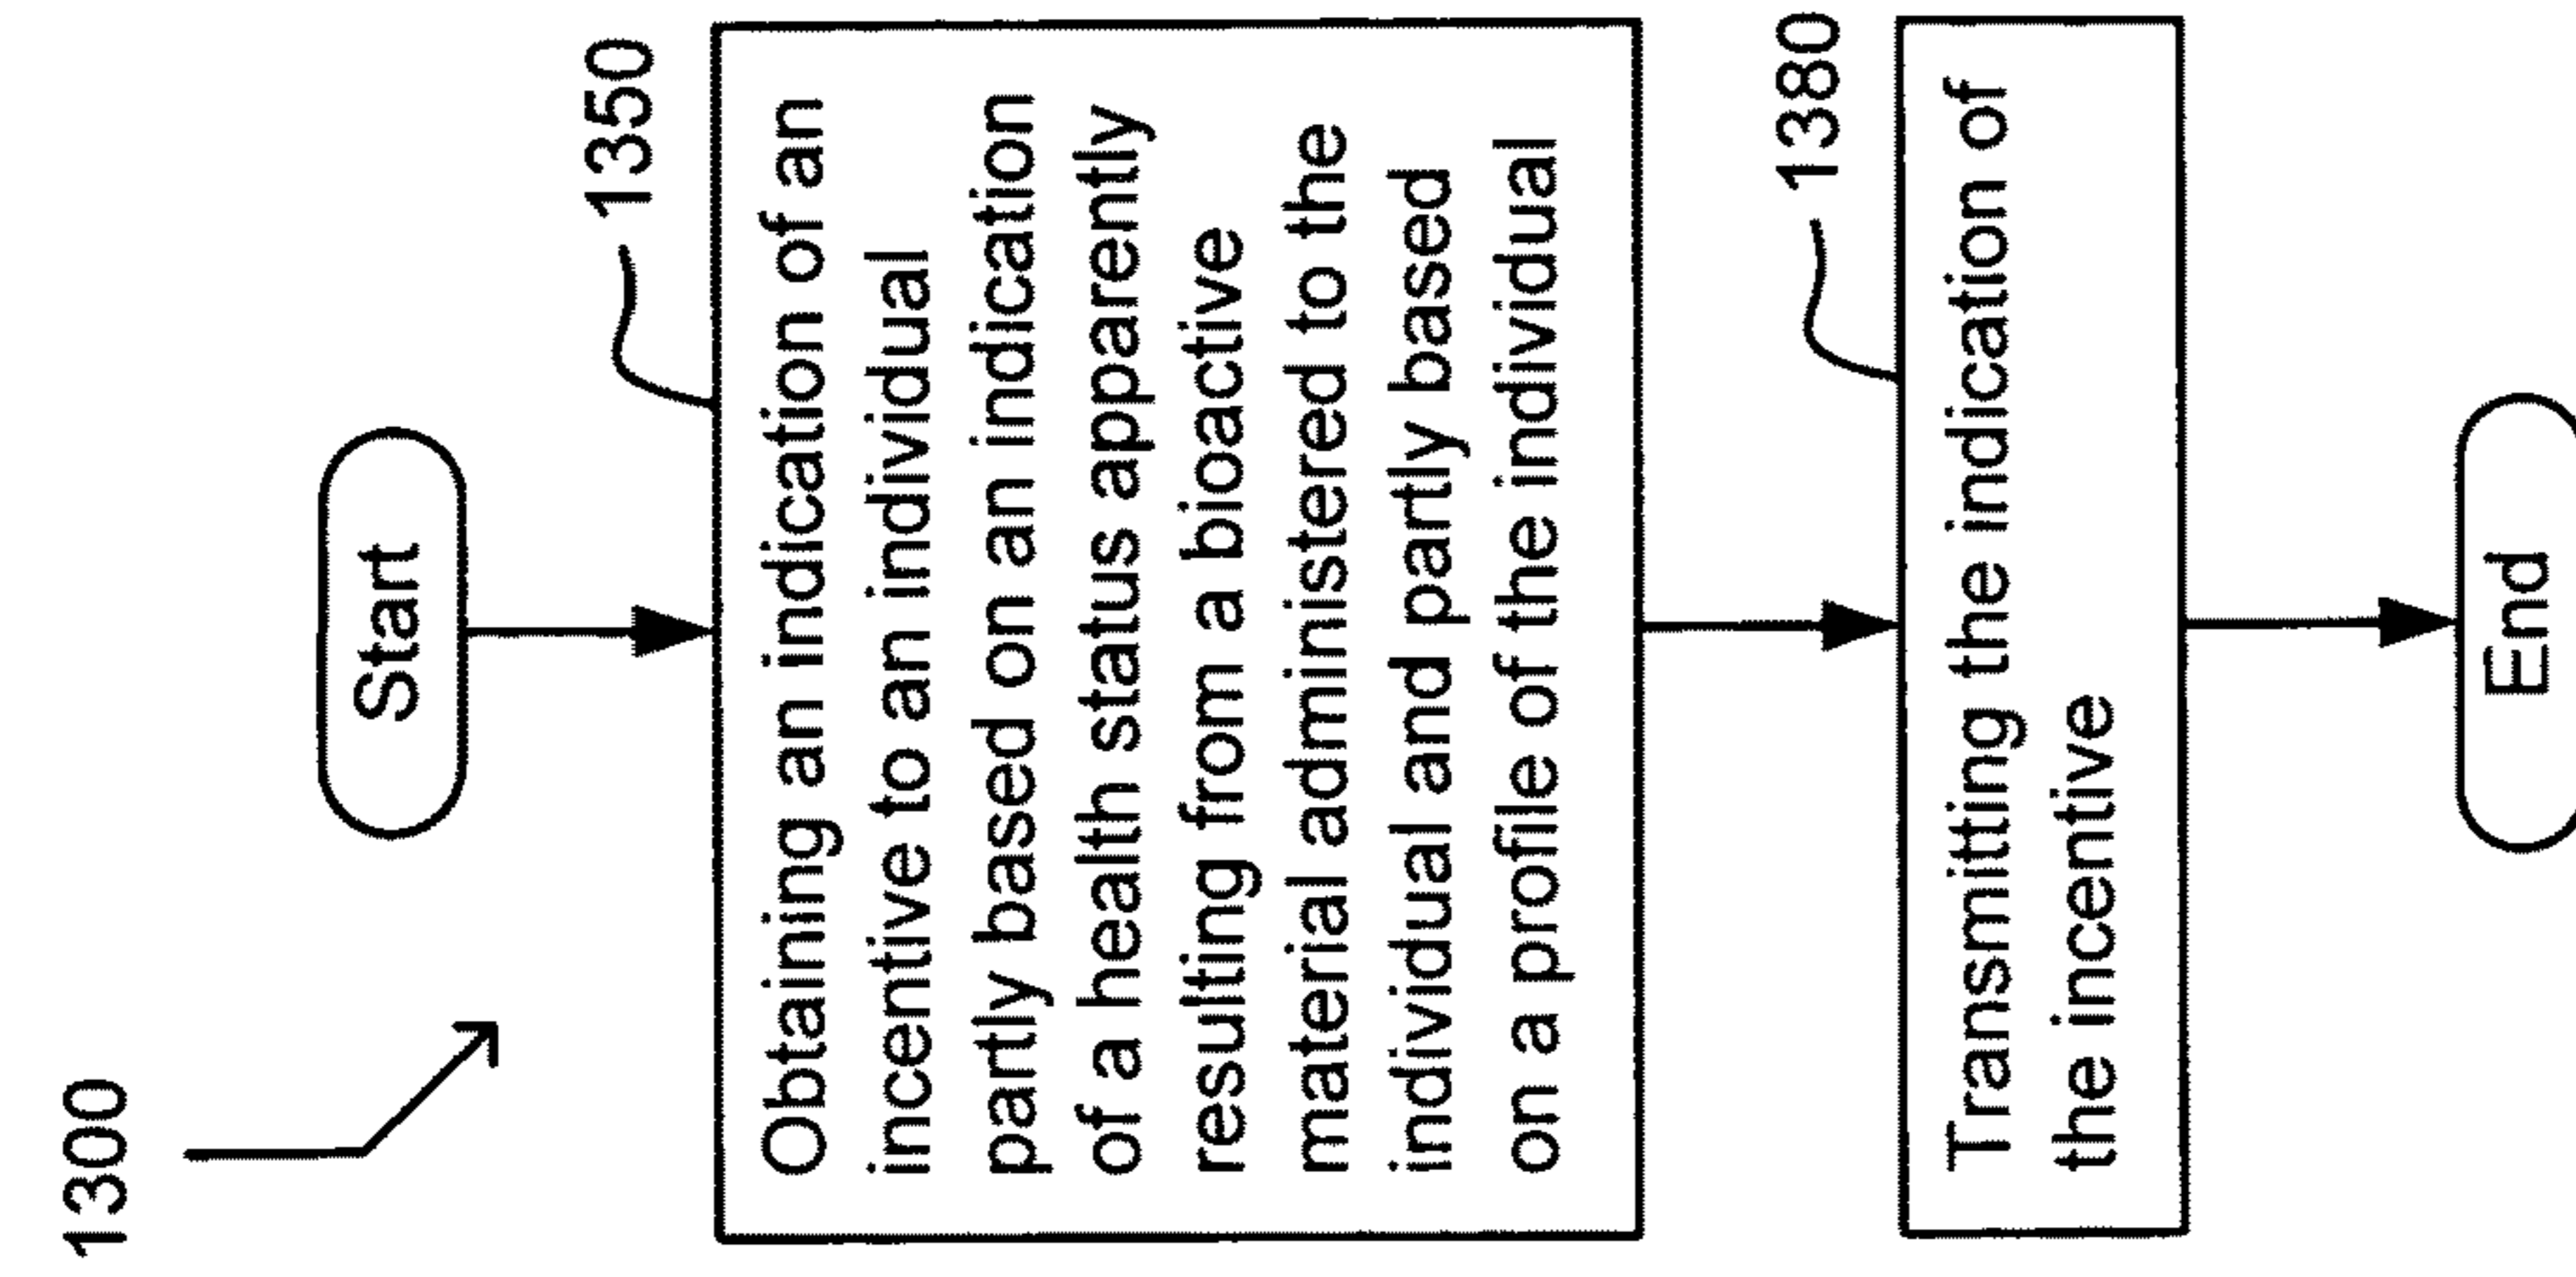 1300
Start
1350
Obtaining an indication of an
incentive to an individual
partly based on an indication
of a health status apparently
resulting from a bioactive
material administered to the
individual and partly based
on a profile of the individual
1380
Transmitting the indication of
the incentive
End